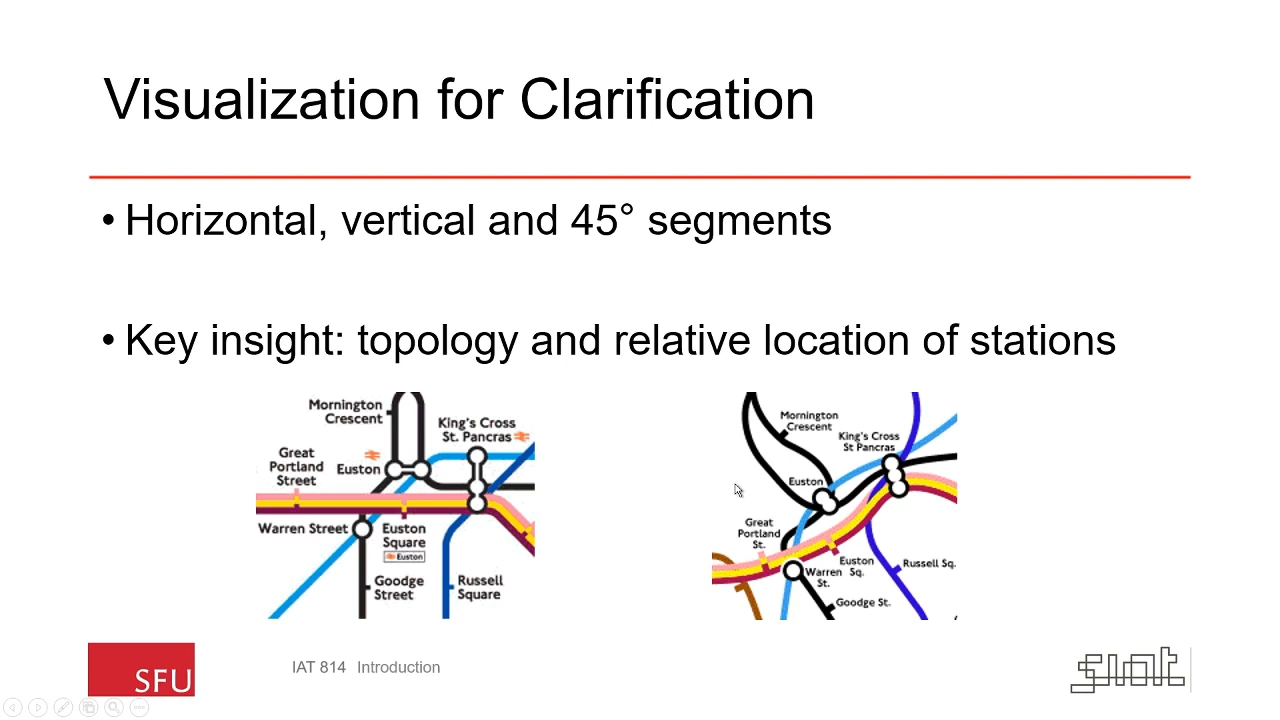 Visualization for Clarification
• Horizontal, vertical and 45° segments
• Key insight: topology and relative location of stations
Mornington
Crescent
King's Cross
St. Pancras
Great
Portland
Street
Euston
Warren Street
Euston
Square
Euston
Goodge
Street
Russell
Square
Mornington
Crescent
King's Cross
St Pancras
Euston
Great
Portland
St.
Euston
Sq.
Warren
St.
Russell Sq.
Goodge St.
SFU
IAT 814 Introduction
siat